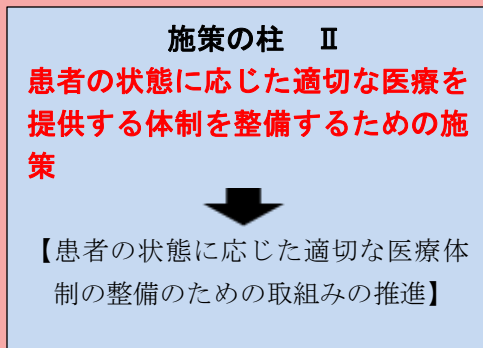 施策の柱　Ⅱ
患者の状態に応じた適切な医療を
提供する体制を整備するための施
策
【患者の状態に応じた適切な医療体
制の整備のための取組みの推進】